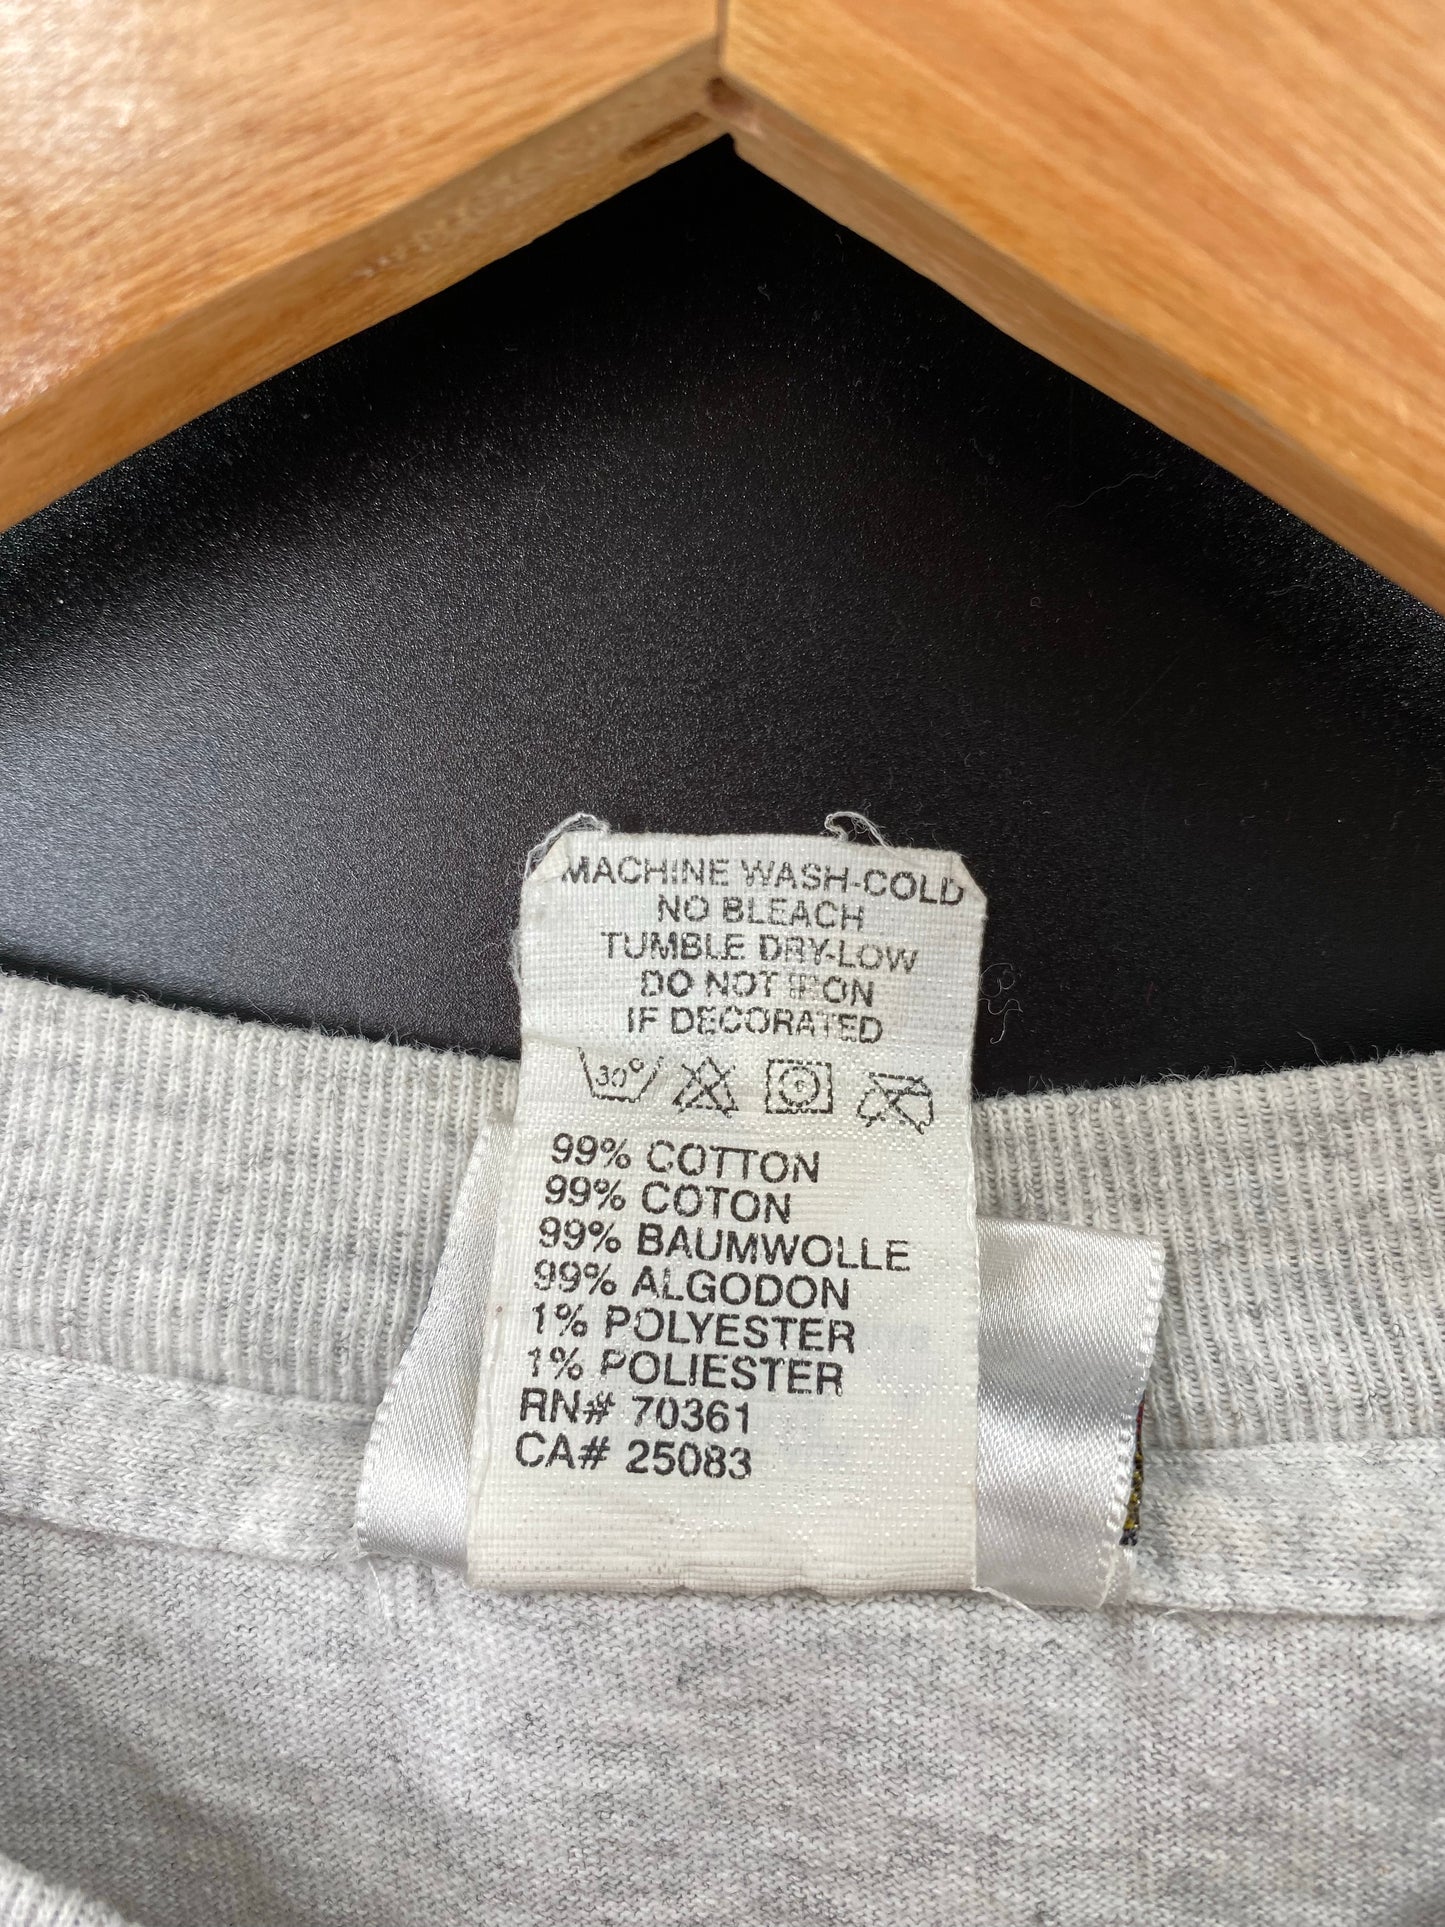 MACHINE WASH-COLD
NO BLEACH
TUMBLE DRY-LOW
DO NOT IRON
IF DECORATED
30°
99% COTTON
99% COTON
99% BAUMWOLLE
99% ALGODON
1% POLYESTER
1% POLIESTER
RN# 70361
CA# 25083